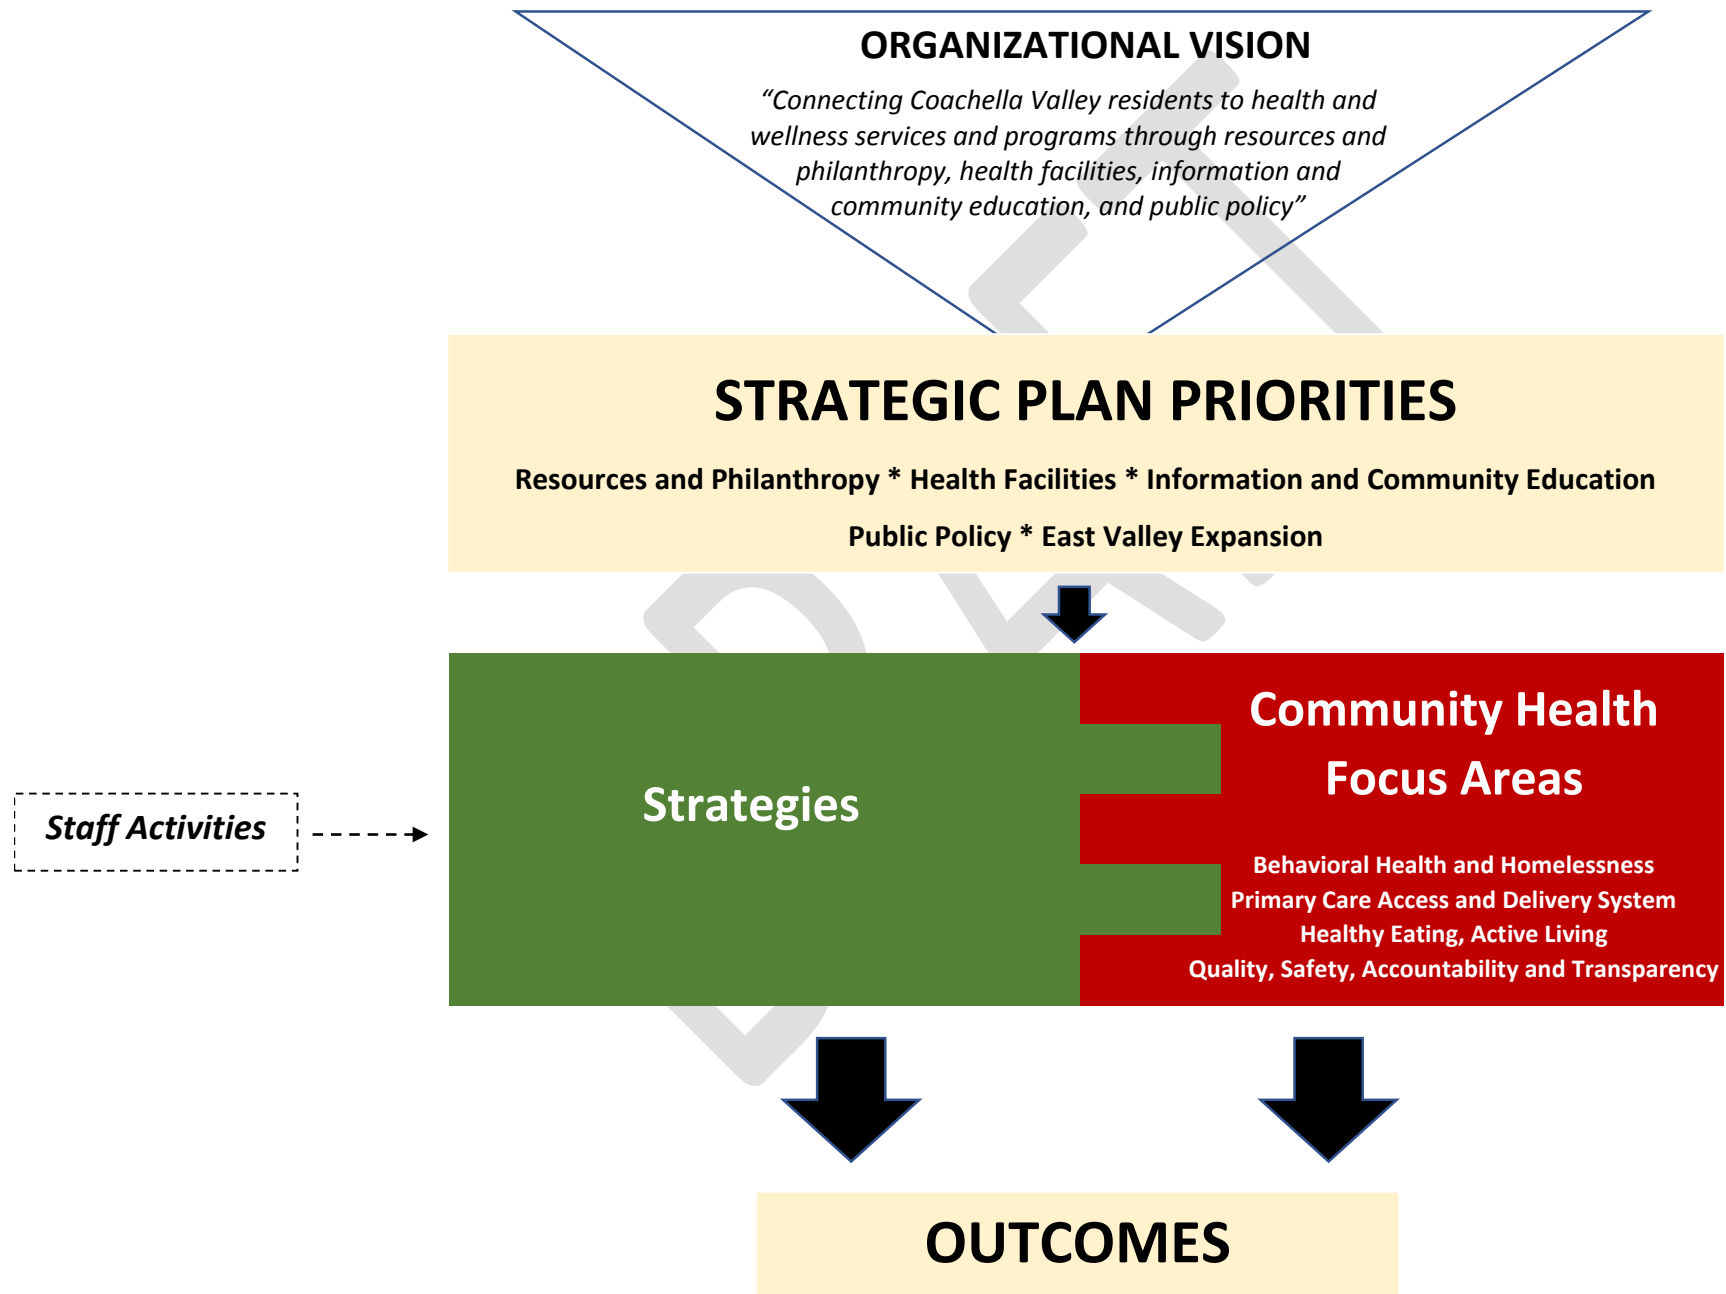 ORGANIZATIONAL VISION
“Connecting Coachella Valley residents to health and
wellness services and programs through resources and
philanthropy, health facilities, information and
community education, and public policy”
STRATEGIC PLAN PRIORITIES
Resources and Philanthropy * Health Facilities * Information and Community Education
Public Policy * East Valley Expansion
Staff Activities
Strategies
Community Health
Focus Areas
Behavioral Health and Homelessness
Primary Care Access and Delivery System
Healthy Eating, Active Living
Quality, Safety, Accountability and Transparency
OUTCOMES
DRAFT